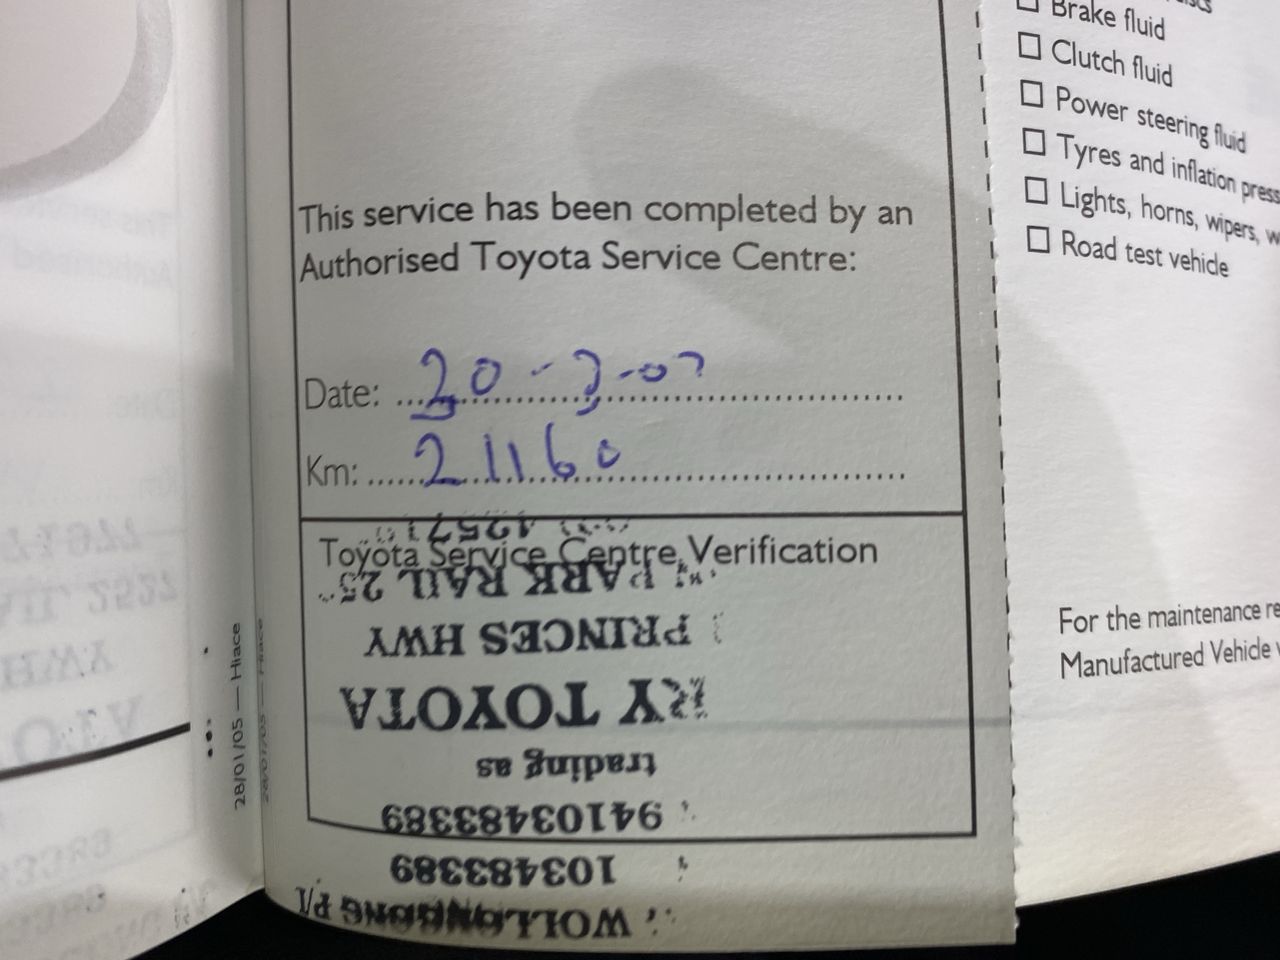 This service has been completed by an
Authorised Toyota Service Centre:
Date: 20-3-07
Km: 21160
Toyota Service Centre Verification
WOLLONGONG P/L
103483389
94103483389
trading as
RY TOYOTA
PRINCES HWY
PARK RAIL 25
42571
28/01/05 — Hiace
Brake fluid
Clutch fluid
Power steering fluid
Tyres and inflation press
Lights, horns, wipers, w
Road test vehicle
For the maintenance re
Manufactured Vehicle